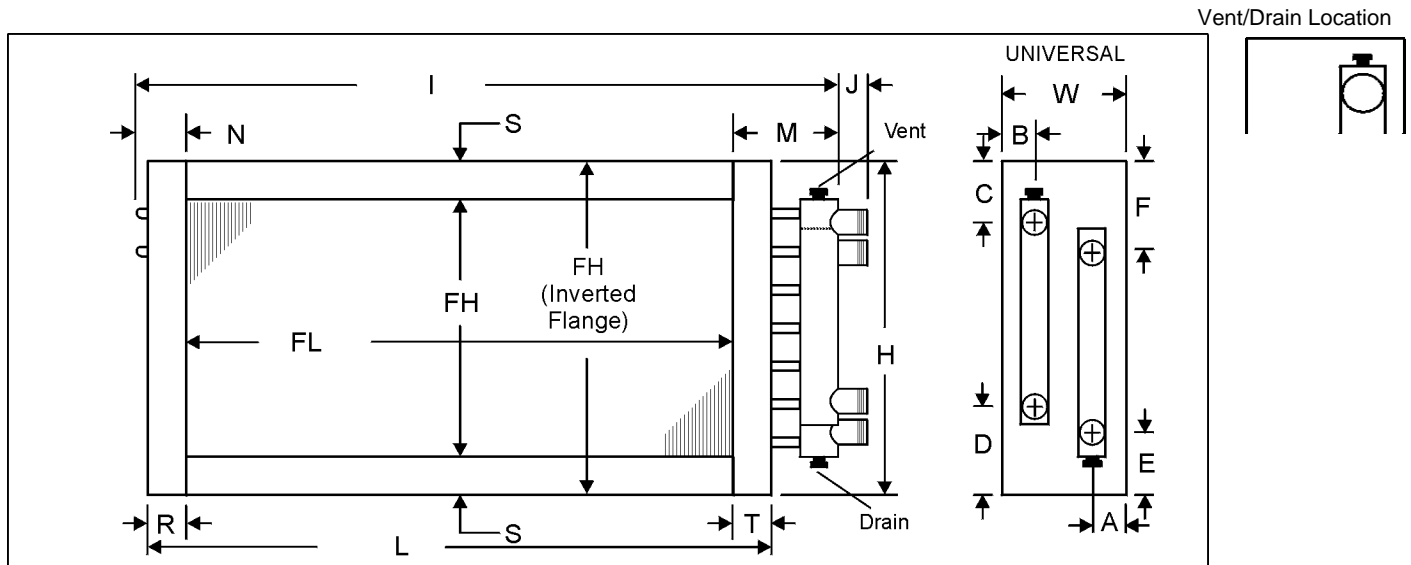 Vent/Drain Location
UNIVERSAL
I
J
W
N
S
M
Vent
B
C
F
FH
(Inverted
Flange)
FH
FL
H
D
E
R
S
T
Drain
A
L